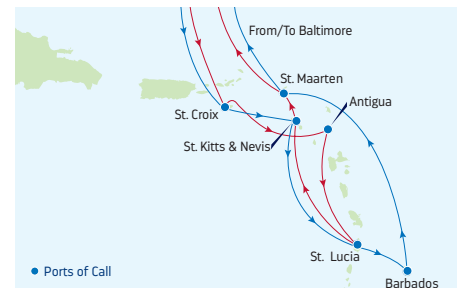 From/To Baltimore
St. Maarten
Antigua
St. Croix
St. Kitts & Nevis
St. Lucia
Ports of Call
Barbados